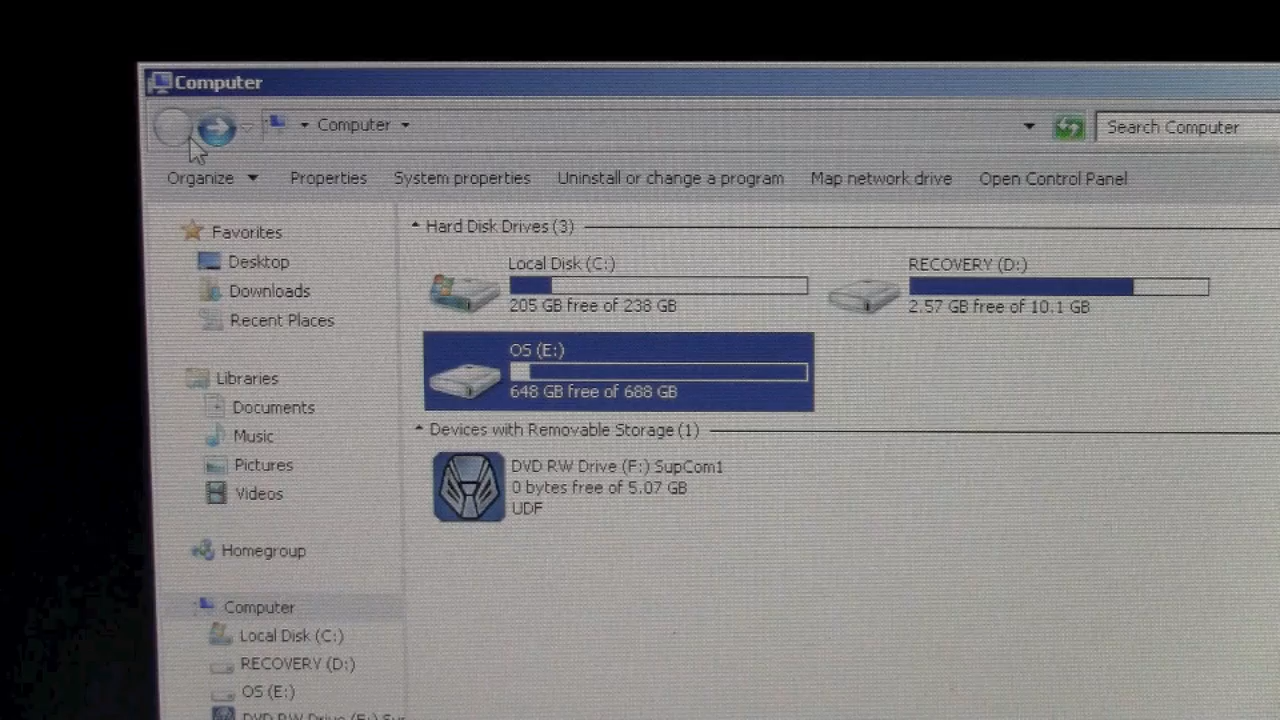 Computer
Computer
Search Computer
Organize Properties System properties Uninstall or change a program Map network drive Open Control Panel
Favorites
Desktop
Downloads
Recent Places
Libraries
Documents
Music
Pictures
Videos
Homegroup
Computer
Local Disk (C:)
RECOVERY (D:)
OS (E:)
DVD RW Drive (F:) Sup
Hard Disk Drives (3)
Local Disk (C:)
205 GB free of 238 GB
RECOVERY (D:)
2.57 GB free of 10.1 GB
OS (E:)
648 GB free of 688 GB
Devices with Removable Storage (1)
DVD RW Drive (F:) SupCom1
0 bytes free of 5.07 GB
UDF